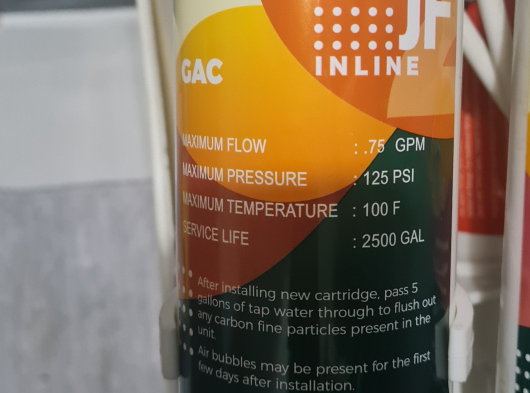 JF
GAC
INLINE
MAXIMUM FLOW : .75 GPM
MAXIMUM PRESSURE : 125 PSI
MAXIMUM TEMPERATURE : 100 F
SERVICE LIFE : 2500 GAL
After installing new cartridge, pass 5
gallons of tap water through to flush out
any carbon fine particles present in the
unit.
Air bubbles may be present for the first
few days after installation.